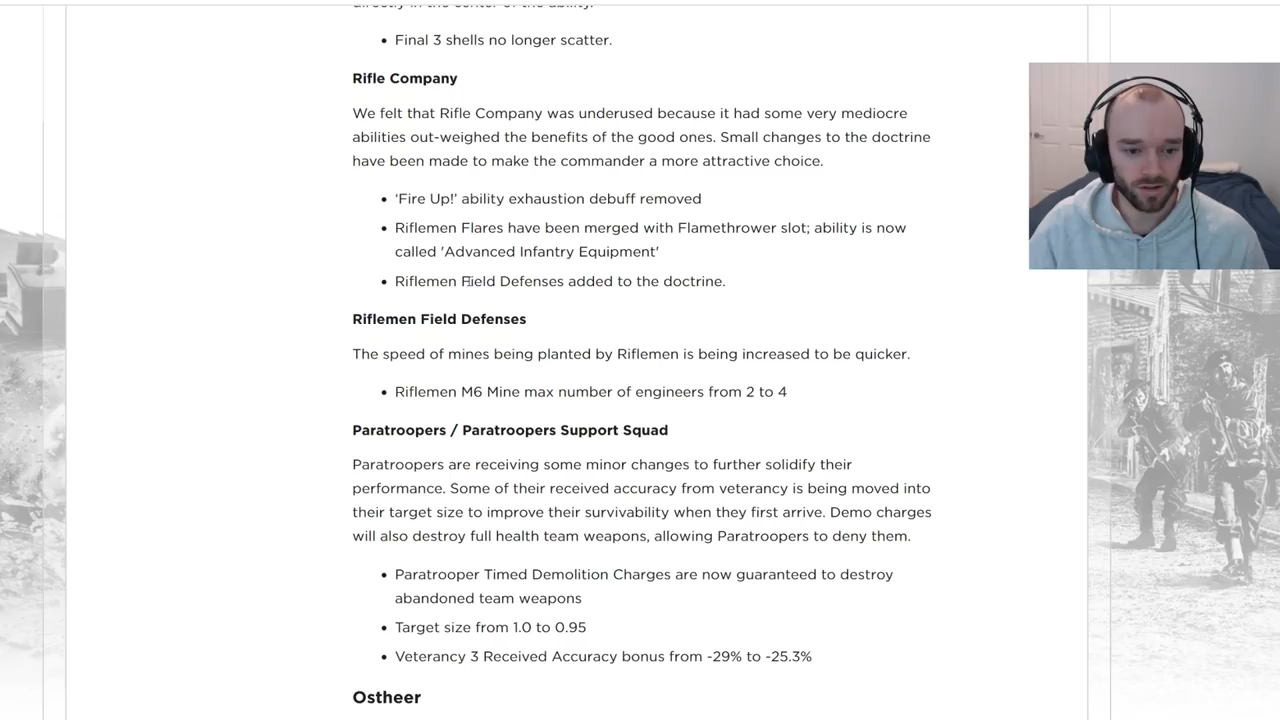 directly in the center of the ability.
• Final 3 shells no longer scatter.
Rifle Company
We felt that Rifle Company was underused because it had some very mediocre
abilities out-weighed the benefits of the good ones. Small changes to the doctrine
have been made to make the commander a more attractive choice.
• ‘Fire Up!’ ability exhaustion debuff removed
• Riflemen Flares have been merged with Flamethrower slot; ability is now
called 'Advanced Infantry Equipment'
• Riflemen Field Defenses added to the doctrine.
Riflemen Field Defenses
The speed of mines being planted by Riflemen is being increased to be quicker.
• Riflemen M6 Mine max number of engineers from 2 to 4
Paratroopers / Paratroopers Support Squad
Paratroopers are receiving some minor changes to further solidify their
performance. Some of their received accuracy from veterancy is being moved into
their target size to improve their survivability when they first arrive. Demo charges
will also destroy full health team weapons, allowing Paratroopers to deny them.
• Paratrooper Timed Demolition Charges are now guaranteed to destroy
abandoned team weapons
• Target size from 1.0 to 0.95
• Veterancy 3 Received Accuracy bonus from -29% to -25.3%
Ostheer